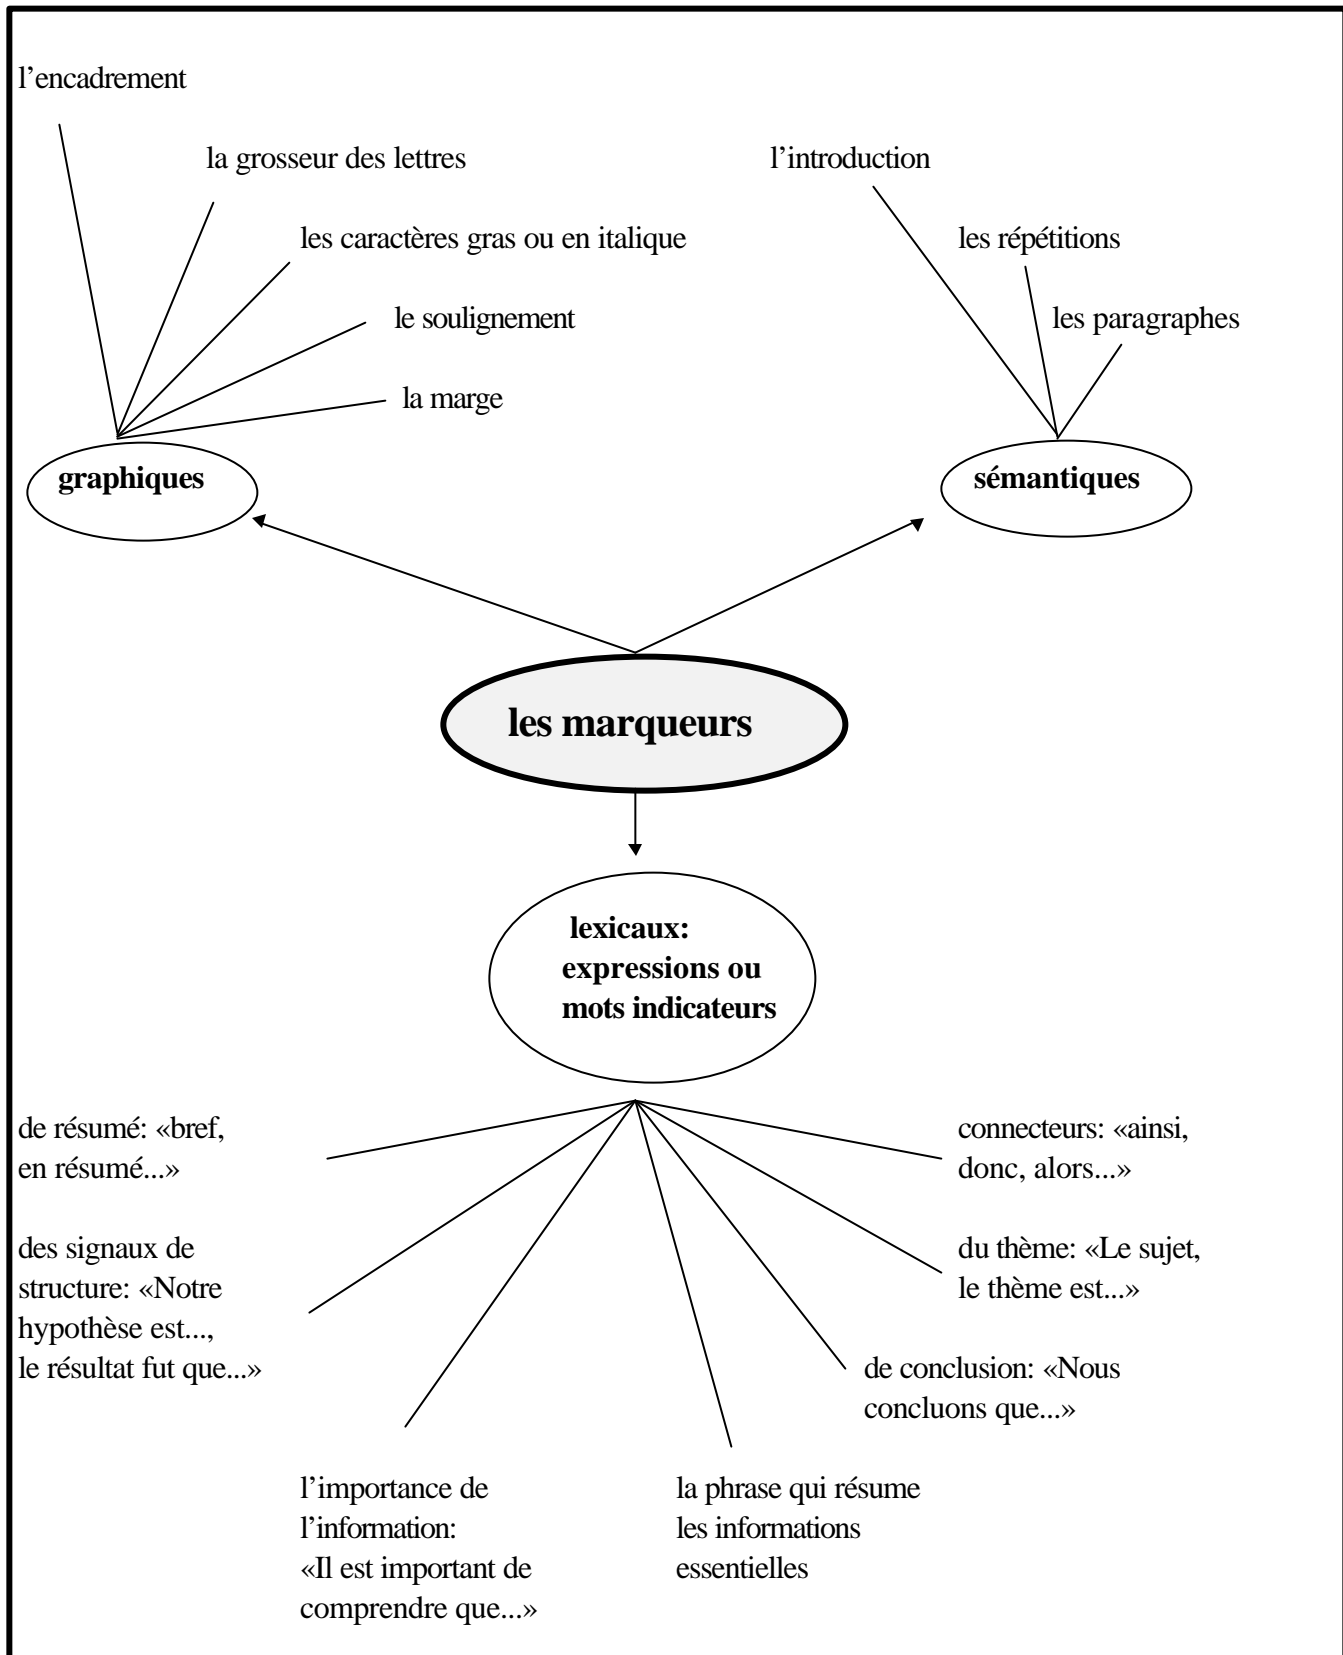 l’encadrement
la grosseur des lettres
l’introduction
les caractères gras ou en italique
les répétitions
le soulignement
les paragraphes
la marge
graphiques
sémantiques
les marqueurs
lexicaux:
expressions ou
mots indicateurs
de résumé: «bref,
en résumé...»
connecteurs: «ainsi,
donc, alors...»
des signaux de
structure: «Notre
hypothèse est...,
le résultat fut que...»
du thème: «Le sujet,
le thème est...»
de conclusion: «Nous
concluons que...»
l’importance de
l’information:
«Il est important de
comprendre que...»
la phrase qui résume
les informations
essentielles